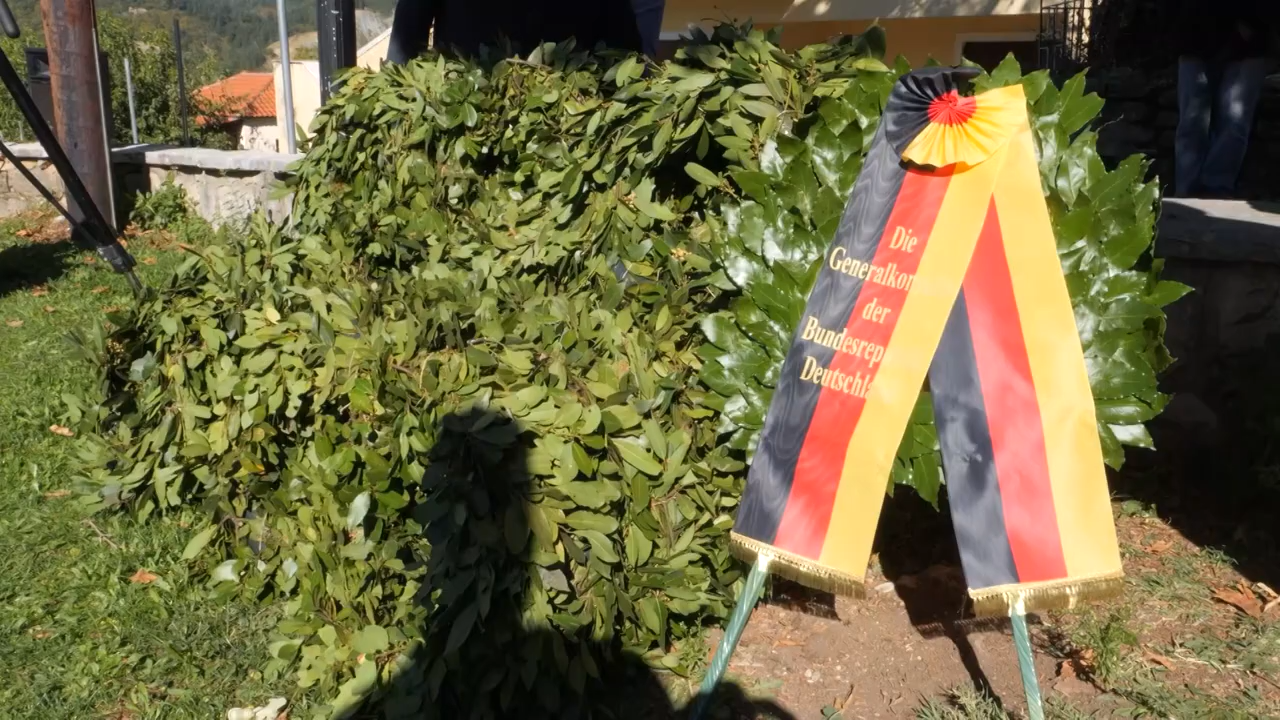 Die
Generalkon
der
Bundesrep
Deutschl